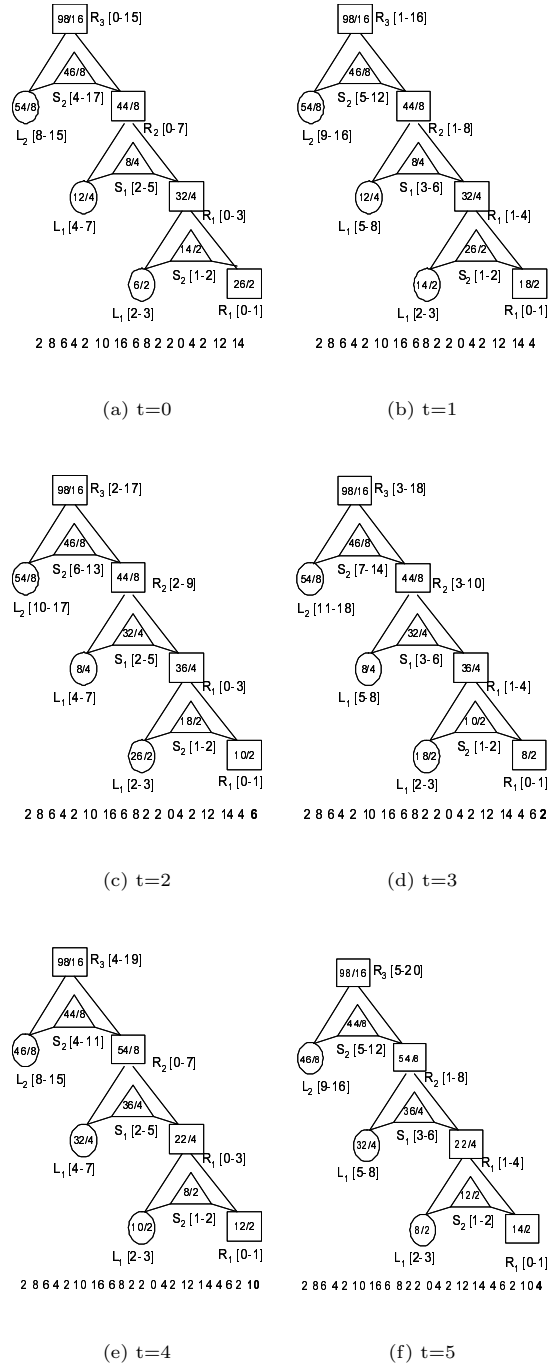 98/16 R3 [0-15]
46/8
54/8 S2 [4-17] 44/8
L2 [8-15] R2 [0-7]
8/4
12/4 S1 [2-5] 32/4
L1 [4-7] R1 [0-3]
14/2
6/2 S2 [1-2] 26/2
L1 [2-3] R1 [0-1]
2 8 6 4 2 10 16 6 8 2 2 0 4 2 12 14
(a) t=0
98/16 R3 [1-16]
46/8
54/8 S2 [5-12] 44/8
L2 [9-16] R2 [1-8]
8/4
12/4 S1 [3-6] 32/4
L1 [5-8] R1 [1-4]
26/2
14/2 S2 [1-2] 18/2
L1 [2-3] R1 [0-1]
2 8 6 4 2 10 16 6 8 2 2 0 4 2 12 14 4
(b) t=1
98/16 R3 [2-17]
46/8
54/8 S2 [6-13] 44/8
L2 [10-17] R2 [2-9]
32/4
8/4 S1 [2-5] 36/4
L1 [4-7] R1 [0-3]
18/2
26/2 S2 [1-2] 10/2
L1 [2-3] R1 [0-1]
2 8 6 4 2 10 16 6 8 2 2 0 4 2 12 14 4 6
(c) t=2
98/16 R3 [3-18]
46/8
54/8 S2 [7-14] 44/8
L2 [11-18] R2 [3-10]
32/4
8/4 S1 [3-6] 36/4
L1 [5-8] R1 [1-4]
10/2
18/2 S2 [1-2] 8/2
L1 [2-3] R1 [0-1]
2 8 6 4 2 10 16 6 8 2 2 0 4 2 12 14 4 6 2
(d) t=3
98/16 R3 [4-19]
44/8
46/8 S2 [4-11] 54/8
L2 [8-15] R2 [0-7]
36/4
32/4 S1 [2-5] 22/4
L1 [4-7] R1 [0-3]
8/2
10/2 S2 [1-2] 12/2
L1 [2-3] R1 [0-1]
2 8 6 4 2 10 16 6 8 2 2 0 4 2 12 14 4 6 2 10
(e) t=4
98/16 R3 [5-20]
44/8
46/8 S2 [5-12] 54/8
L2 [9-16] R2 [1-8]
36/4
32/4 S1 [3-6] 22/4
L1 [5-8] R1 [1-4]
12/2
8/2 S2 [1-2] 14/2
L1 [2-3] R1 [0-1]
2 8 6 4 2 10 16 6 8 2 2 0 4 2 12 14 4 6 2 10 4
(f) t=5